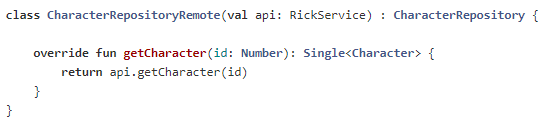 class CharacterRepositoryRemote(val api: RickService) : CharacterRepository {
    override fun getCharacter(id: Number): Single<Character> {
        return api.getCharacter(id)
    }
}